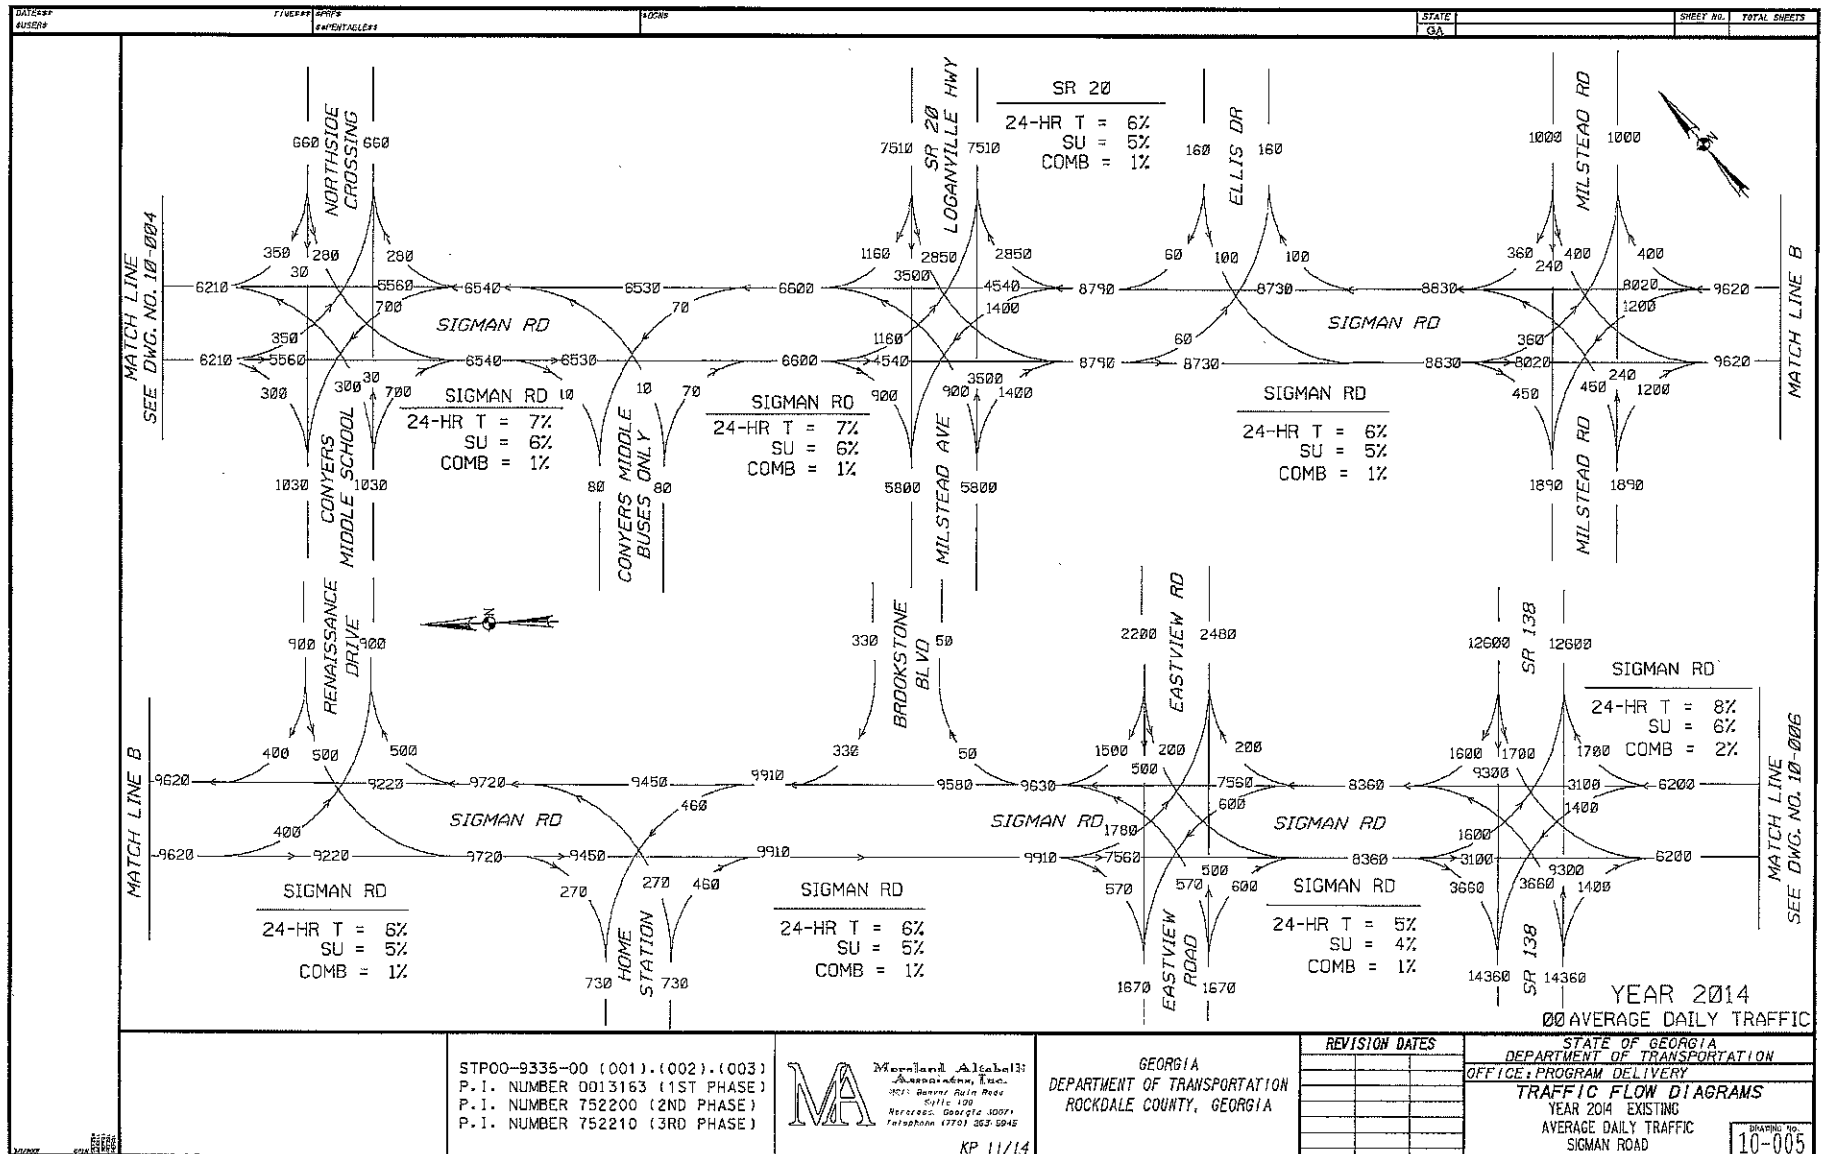 DATE$$$
TIME$$$
$USER$
STATE
GA
SHEET NO.
TOTAL SHEETS
MATCH LINE
SEE DWG. NO. 10-004
NORTHSIDE
CROSSING
660 660
350 30 280 280
6210 5560 6540 6530 6600
700 70
SIGMAN RD
350
6210 5560 6540 6530 6600
300 300 30 700 10 10 70
1030 1030
CONYERS
MIDDLE SCHOOL
SIGMAN RD
24-HR T = 7%
SU = 6%
COMB = 1%
80 80
CONYERS MIDDLE
BUSES ONLY
SR 20
LOGANVILLE HWY
7510 7510
SR 20
24-HR T = 6%
SU = 5%
COMB = 1%
1160 3500 2850 2850
4540 8790
1400
1160
4540 8790
900 900 3500 1400
5800 5800
MILSTEAD AVE
SIGMAN RD
24-HR T = 7%
SU = 6%
COMB = 1%
ELLIS DR
160 160
60 100 100
8730 8830
SIGMAN RD
60
8730 8830
SIGMAN RD
24-HR T = 6%
SU = 5%
COMB = 1%
MILSTEAD RD
1000 1000
360 240 400 400
8020 9620
1200
360
8020 9620
450 450 240 1200
1890 1890
MILSTEAD RD
N
MATCH LINE B
MATCH LINE B
RENAISSANCE
DRIVE
900 900
N
400 500 500
9620 9220 9720 9450 9910
460
SIGMAN RD
400
9620 9220 9720 9450 9910
270 270 460
730 730
HOME
STATION
SIGMAN RD
24-HR T = 6%
SU = 5%
COMB = 1%
BROOKSTONE
BLVD
330 50
330 50
9580 9630
SIGMAN RD
9910
SIGMAN RD
24-HR T = 6%
SU = 5%
COMB = 1%
EASTVIEW RD
2200 2480
1500 500 200 200
7560 8360
600
1780
7560 8360
570 570 500 600
1670 1670
EASTVIEW
ROAD
SIGMAN RD
SIGMAN RD
24-HR T = 5%
SU = 4%
COMB = 1%
SR 138
12600 12600
1600 9300 1700 1700
3100 6200
1400
1600
3100 6200
3660 3660 9300 1400
14360 14360
SR 138
SIGMAN RD
24-HR T = 8%
SU = 6%
COMB = 2%
MATCH LINE
SEE DWG. NO. 10-006
YEAR 2014
00 AVERAGE DAILY TRAFFIC
STP00-9335-00 (001),(002),(003)
P.I. NUMBER 0013163 (1ST PHASE)
P.I. NUMBER 752200 (2ND PHASE)
P.I. NUMBER 752210 (3RD PHASE)
MA
Moreland Altobelli
Associates, Inc.
Norcross, Georgia 30071
KP 11/14
GEORGIA
DEPARTMENT OF TRANSPORTATION
ROCKDALE COUNTY, GEORGIA
REVISION DATES
STATE OF GEORGIA
DEPARTMENT OF TRANSPORTATION
OFFICE: PROGRAM DELIVERY
TRAFFIC FLOW DIAGRAMS
YEAR 2014 EXISTING
AVERAGE DAILY TRAFFIC
SIGMAN ROAD
DRAWING NO.
10-005